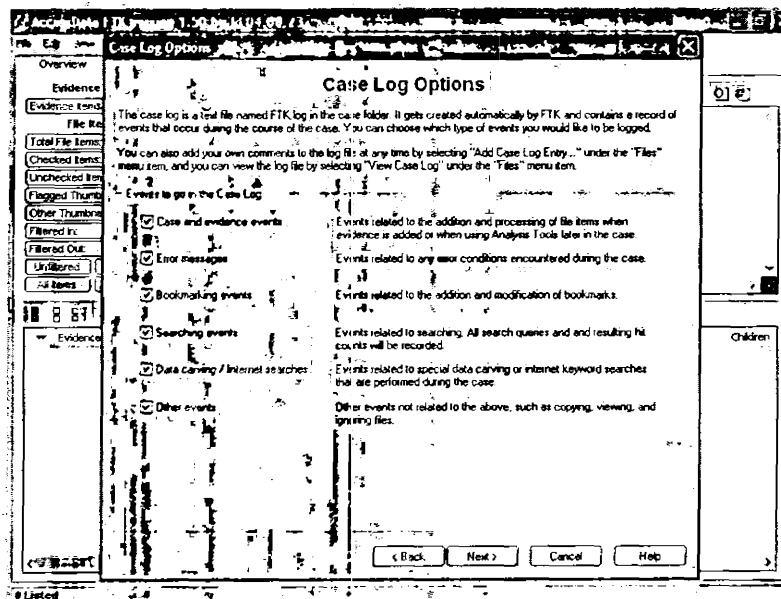 AccessData FTK
File Edit
Case Log Options
Overview
Evidence
Evidence Items:
File Ite
Total File Items:
Checked Items:
Unchecked Item
Flagged Thumb
Other Thumbna
Filtered In:
Filtered Out:
Unfiltered
All Items
Case Log Options
The case log is a text file named FTK.log in the case folder. It gets created automatically by FTK and contains a record of
events that occur during the course of the case. You can choose which type of events you would like to be logged.
You can also add your own comments to the log file at any time by selecting "Add Case Log Entry..." under the "Files"
menu item, and you can view the log file by selecting "View Case Log" under the "Files" menu item.
Events to go in the Case Log
Case and evidence events
Events related to the addition and processing of file items when
evidence is added or when using Analysis Tools later in the case.
Error messages
Events related to any error conditions encountered during the case.
Bookmarking events
Events related to the addition and modification of bookmarks.
Searching events
Events related to searching. All search queries and and resulting hit
counts will be recorded.
Data carving / Internet searches
Events related to special data carving or internet keyword searches
that are performed during the case.
Other events
Other events not related to the above, such as copying, viewing, and
ignoring files.
Evidence
Children
< Back
Next >
Cancel
Help
0 Listed